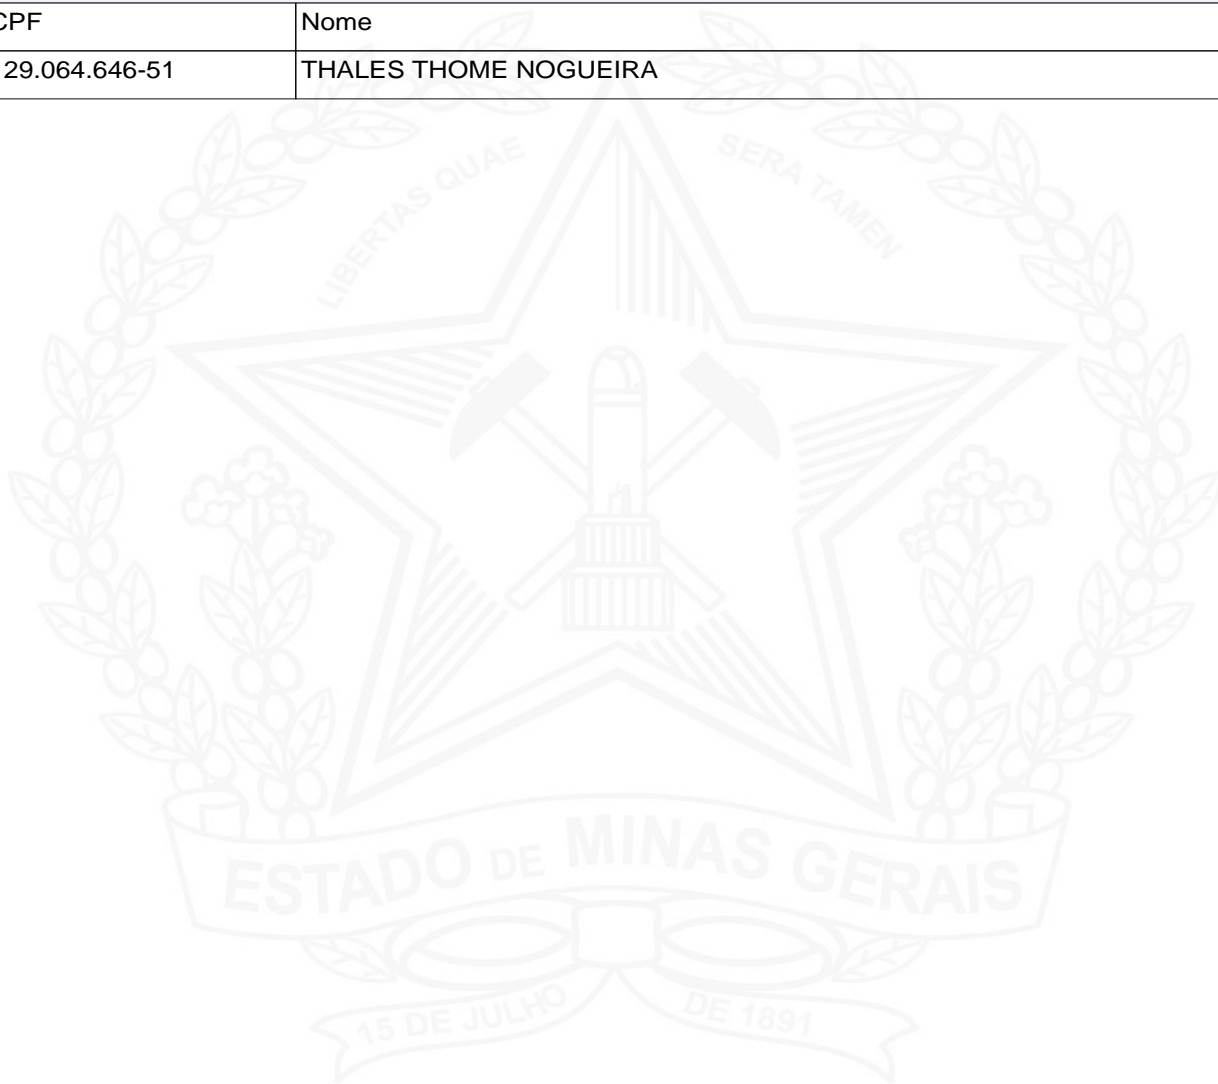 CPF Nome
29.064.646-51 THALES THOME NOGUEIRA
LIBERTAS QUAE SERA TAMEN
ESTADO DE MINAS GERAIS
15 DE JULHO DE 1891